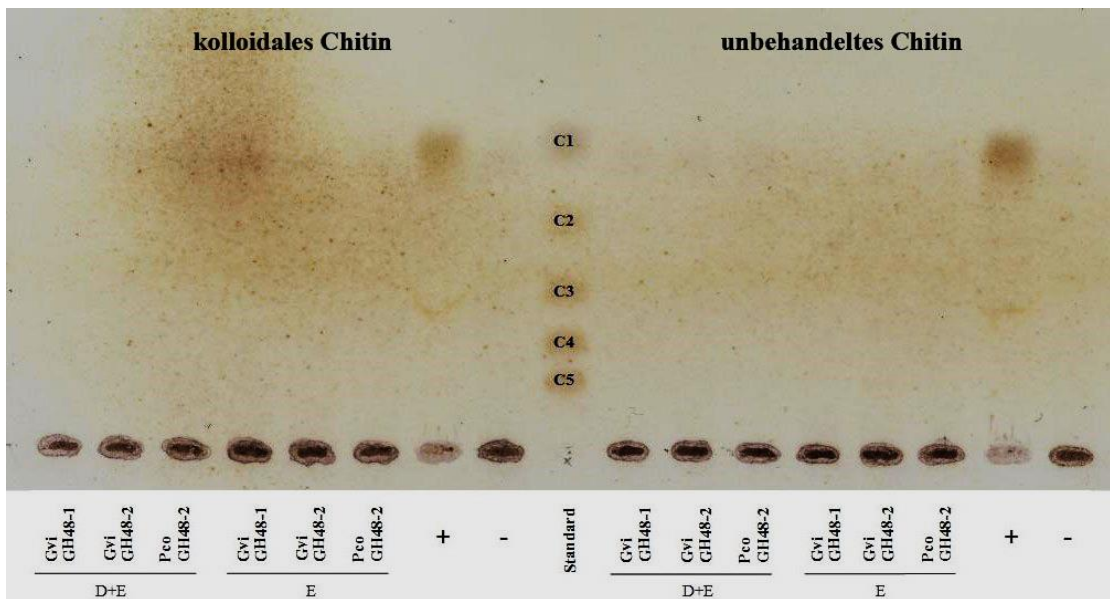 kolloidales Chitin
unbehandeltes Chitin
C1
C2
C3
C4
C5
Gvi
GH48-1
Gvi
GH48-2
Pco
GH48-2
Gvi
GH48-1
Gvi
GH48-2
Pco
GH48-2
+
-
Standard
Gvi
GH48-1
Gvi
GH48-2
Pco
GH48-2
Gvi
GH48-1
Gvi
GH48-2
Pco
GH48-2
+
-
D+E
E
D+E
E